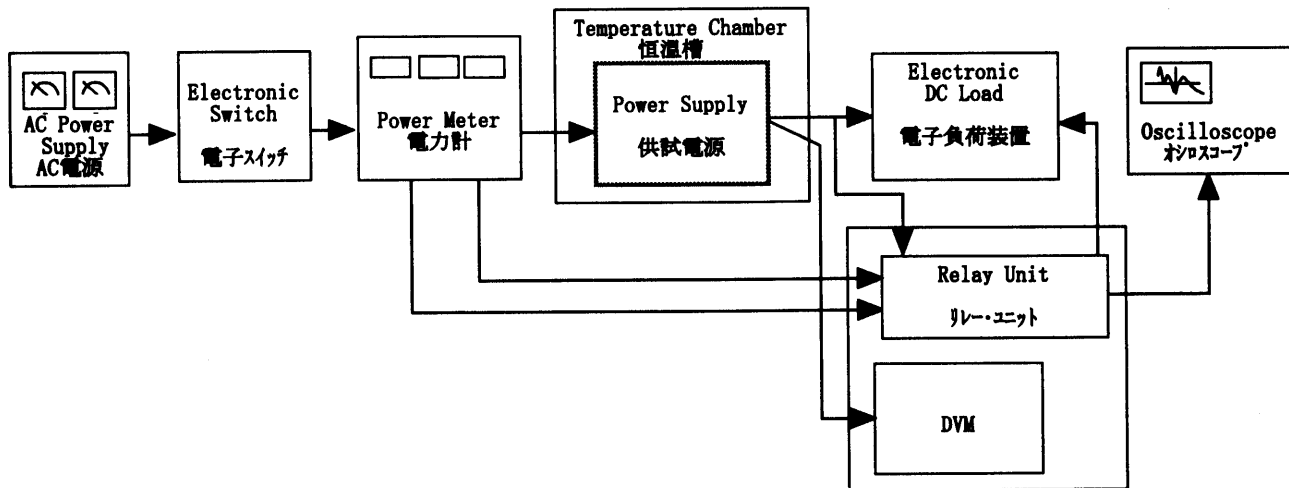 AC Power
Supply
AC電源
Electronic
Switch
電子スイッチ
Power Meter
電力計
Temperature Chamber
恒温槽
Power Supply
供試電源
Electronic
DC Load
電子負荷装置
Oscilloscope
オシロスコープ
Relay Unit
リレー・ユニット
DVM